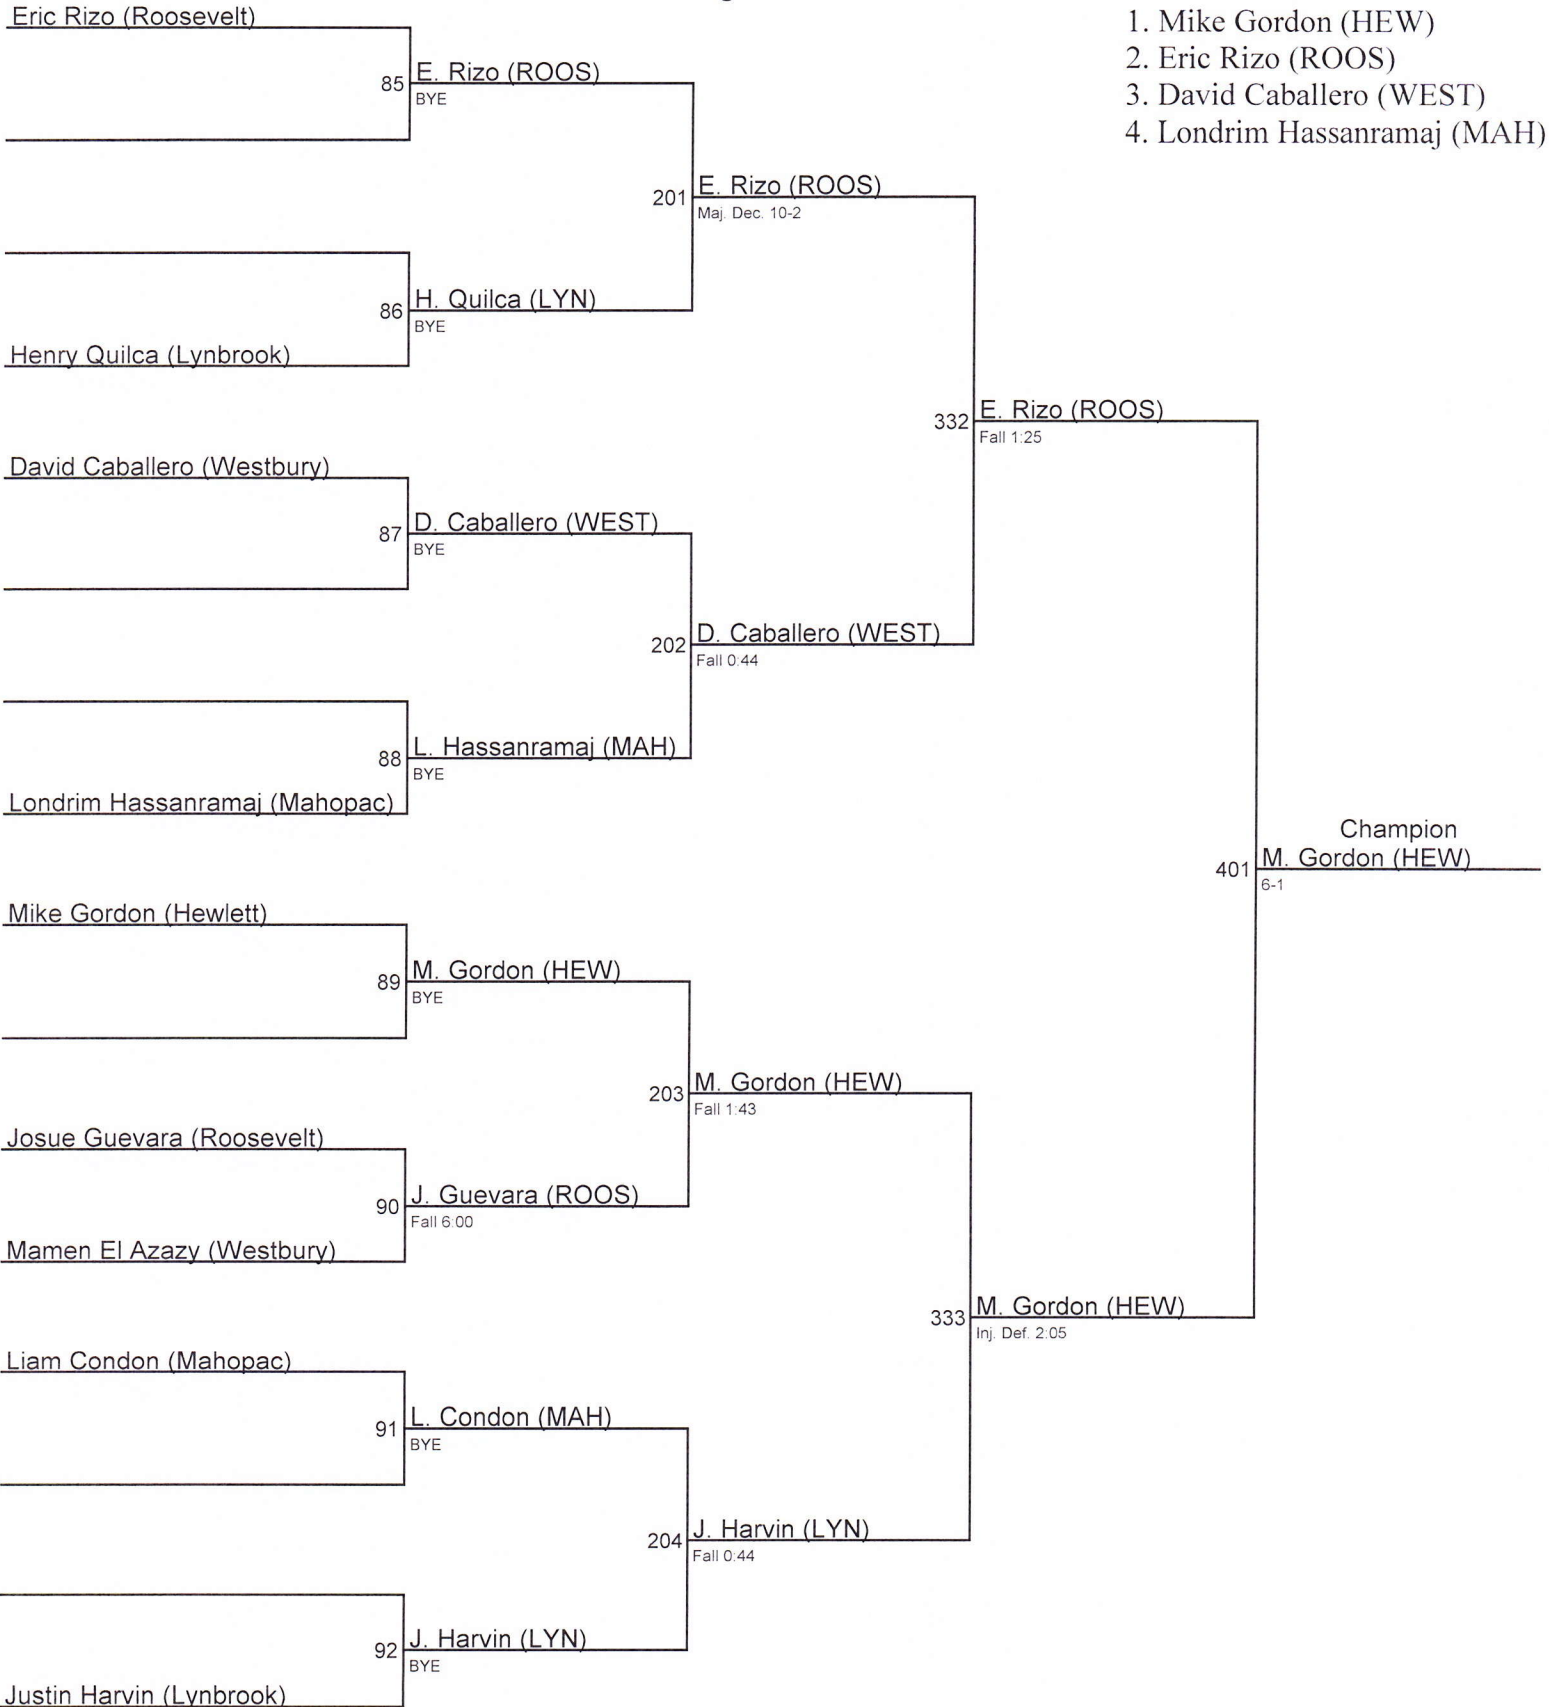 Eric Rizo (Roosevelt)
85
E. Rizo (ROOS)
BYE
201
E. Rizo (ROOS)
Maj. Dec. 10-2
86
H. Quilca (LYN)
BYE
Henry Quilca (Lynbrook)
332
E. Rizo (ROOS)
Fall 1:25
David Caballero (Westbury)
87
D. Caballero (WEST)
BYE
202
D. Caballero (WEST)
Fall 0:44
88
L. Hassanramaj (MAH)
BYE
Londrim Hassanramaj (Mahopac)
Champion
401
M. Gordon (HEW)
6-1
Mike Gordon (Hewlett)
89
M. Gordon (HEW)
BYE
203
M. Gordon (HEW)
Fall 1:43
Josue Guevara (Roosevelt)
90
J. Guevara (ROOS)
Fall 6:00
Mamen El Azazy (Westbury)
333
M. Gordon (HEW)
Inj. Def. 2:05
Liam Condon (Mahopac)
91
L. Condon (MAH)
BYE
204
J. Harvin (LYN)
Fall 0:44
92
J. Harvin (LYN)
BYE
Justin Harvin (Lynbrook)
1. Mike Gordon (HEW)
2. Eric Rizo (ROOS)
3. David Caballero (WEST)
4. Londrim Hassanramaj (MAH)